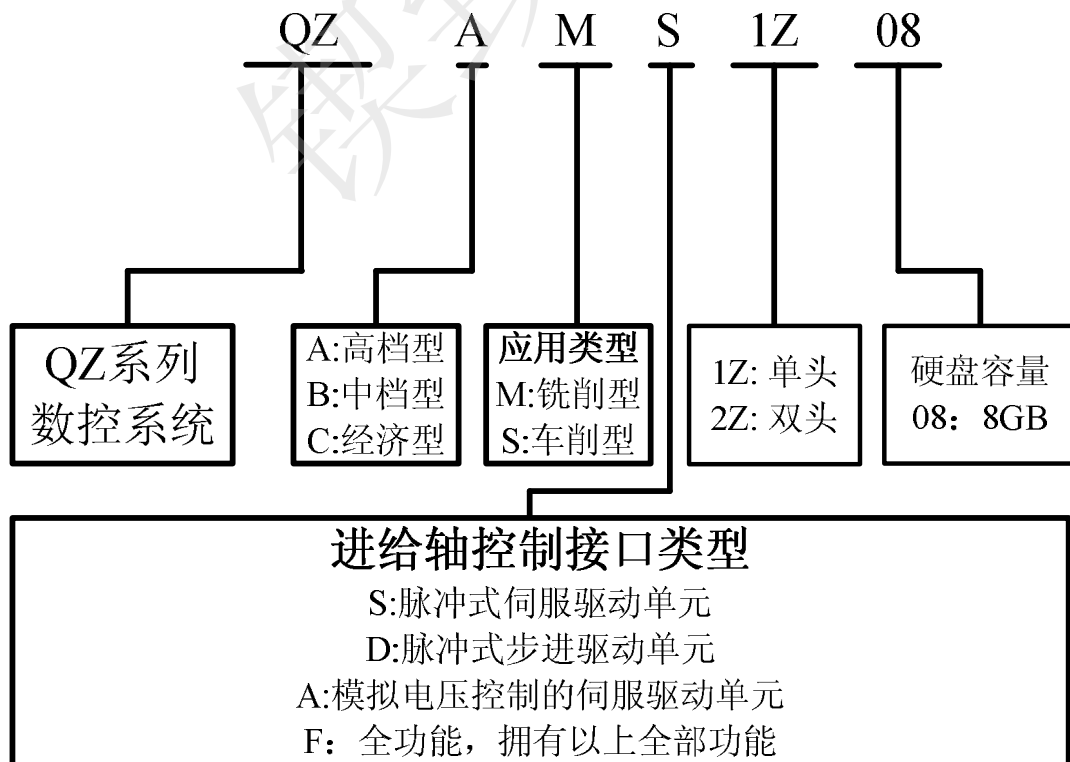 QZ A M S 1Z 08
QZ系列
数控系统
A:高档型
B:中档型
C:经济型
应用类型
M:铣削型
S:车削型
1Z: 单头
2Z: 双头
硬盘容量
08：8GB
进给轴控制接口类型
S:脉冲式伺服驱动单元
D:脉冲式步进驱动单元
A:模拟电压控制的伺服驱动单元
F：全功能，拥有以上全部功能